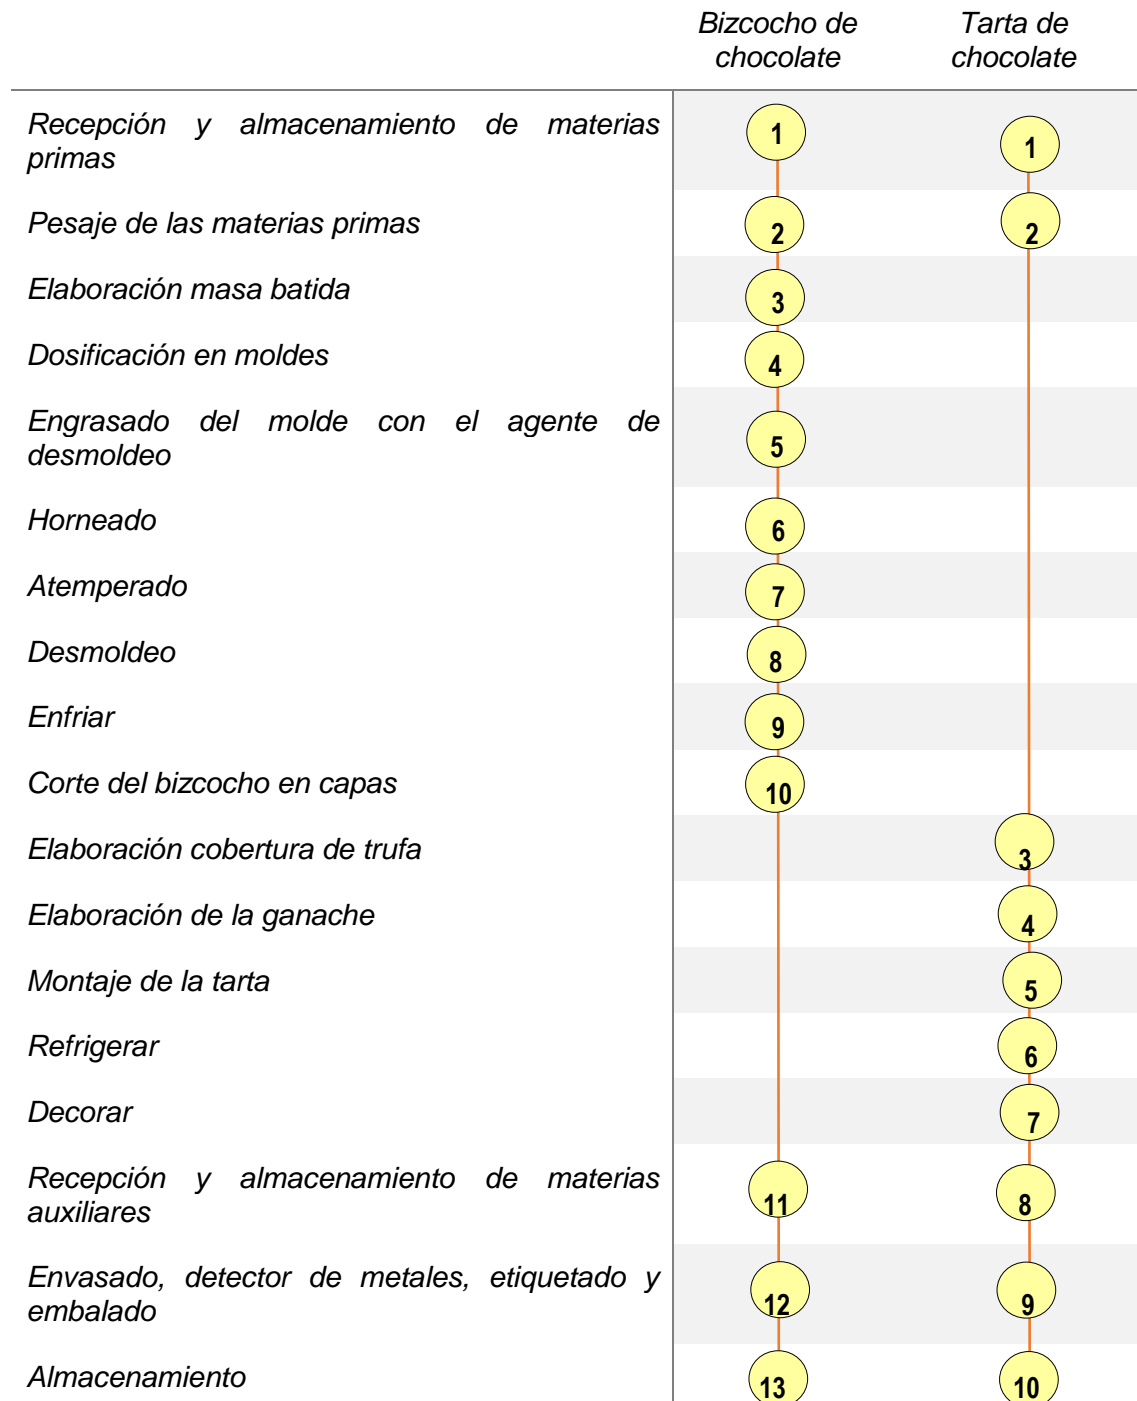 Bizcocho de Tarta de
chocolate chocolate
Recepción y almacenamiento de materias
primas
1 1
Pesaje de las materias primas 2 2
Elaboración masa batida 3
Dosificación en moldes 4
Engrasado del molde con el agente de
desmoldeo
5
Horneado 6
Atemperado 7
Desmoldeo 8
Enfriar 9
Corte del bizcocho en capas 10
Elaboración cobertura de trufa 3
Elaboración de la ganache 4
Montaje de la tarta 5
Refrigerar 6
Decorar 7
Recepción y almacenamiento de materias
auxiliares
11 8
Envasado, detector de metales, etiquetado y
embalado
12 9
Almacenamiento 13 10